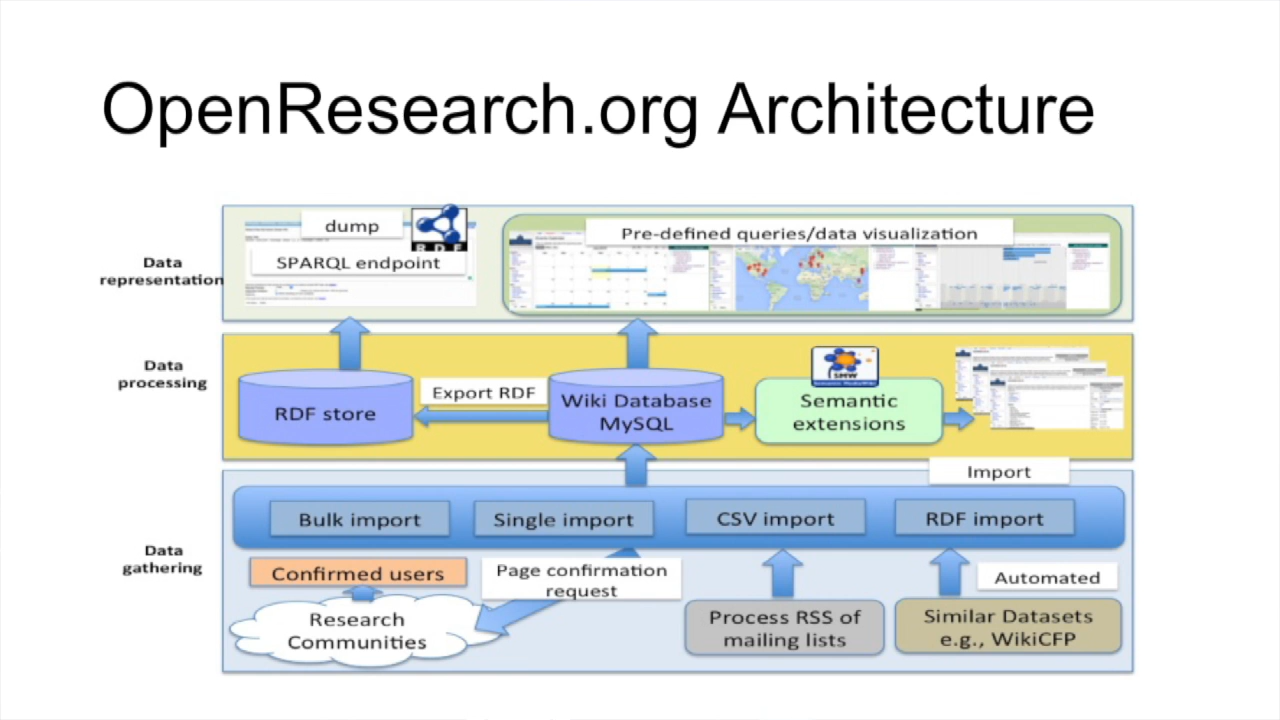 OpenResearch.org Architecture
Data
representation
dump
RDF
SPARQL endpoint
Pre-defined queries/data visualization
Data
processing
RDF store
Export RDF
Wiki Database
MySQL
SMW
Semantic
extensions
Import
Data
gathering
Bulk import
Single import
CSV import
RDF import
Confirmed users
Page confirmation
request
Automated
Research
Communities
Process RSS of
mailing lists
Similar Datasets
e.g., WikiCFP